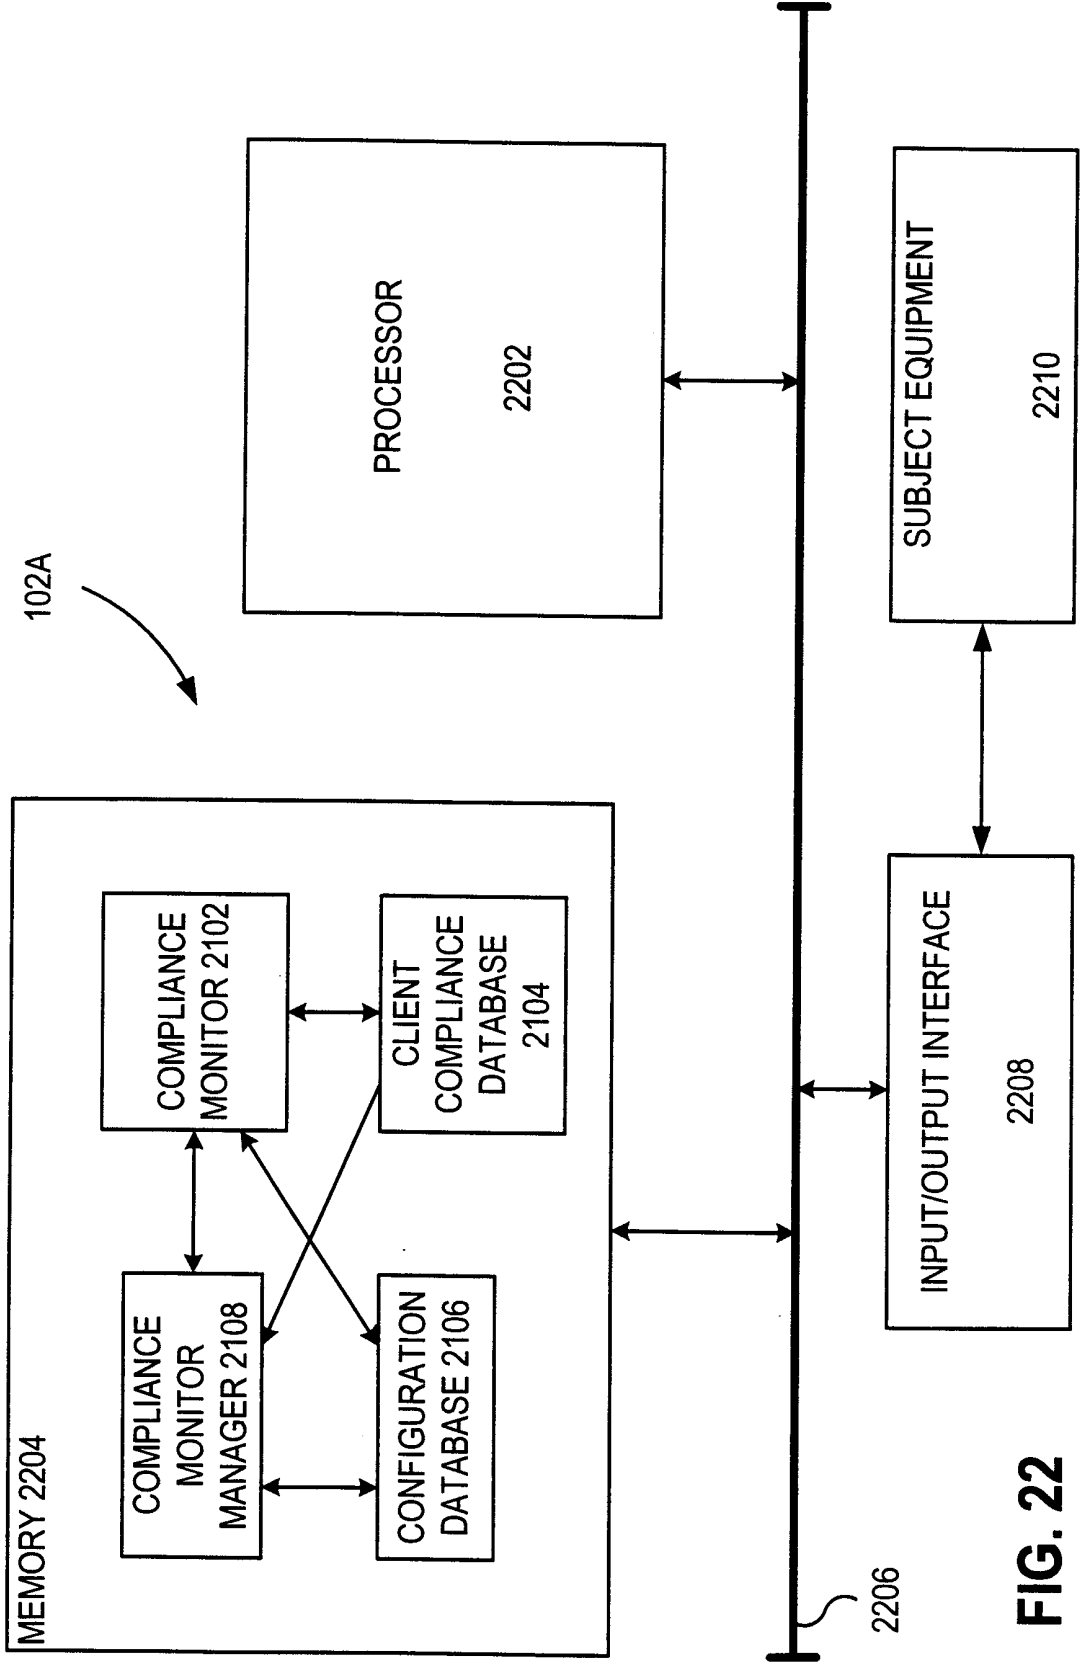 102A
MEMORY 2204
COMPLIANCE
MONITOR
MANAGER 2108
COMPLIANCE
MONITOR 2102
CONFIGURATION
DATABASE 2106
CLIENT
COMPLIANCE
DATABASE
2104
PROCESSOR
2202
2206
INPUT/OUTPUT INTERFACE
2208
SUBJECT EQUIPMENT
2210
FIG. 22